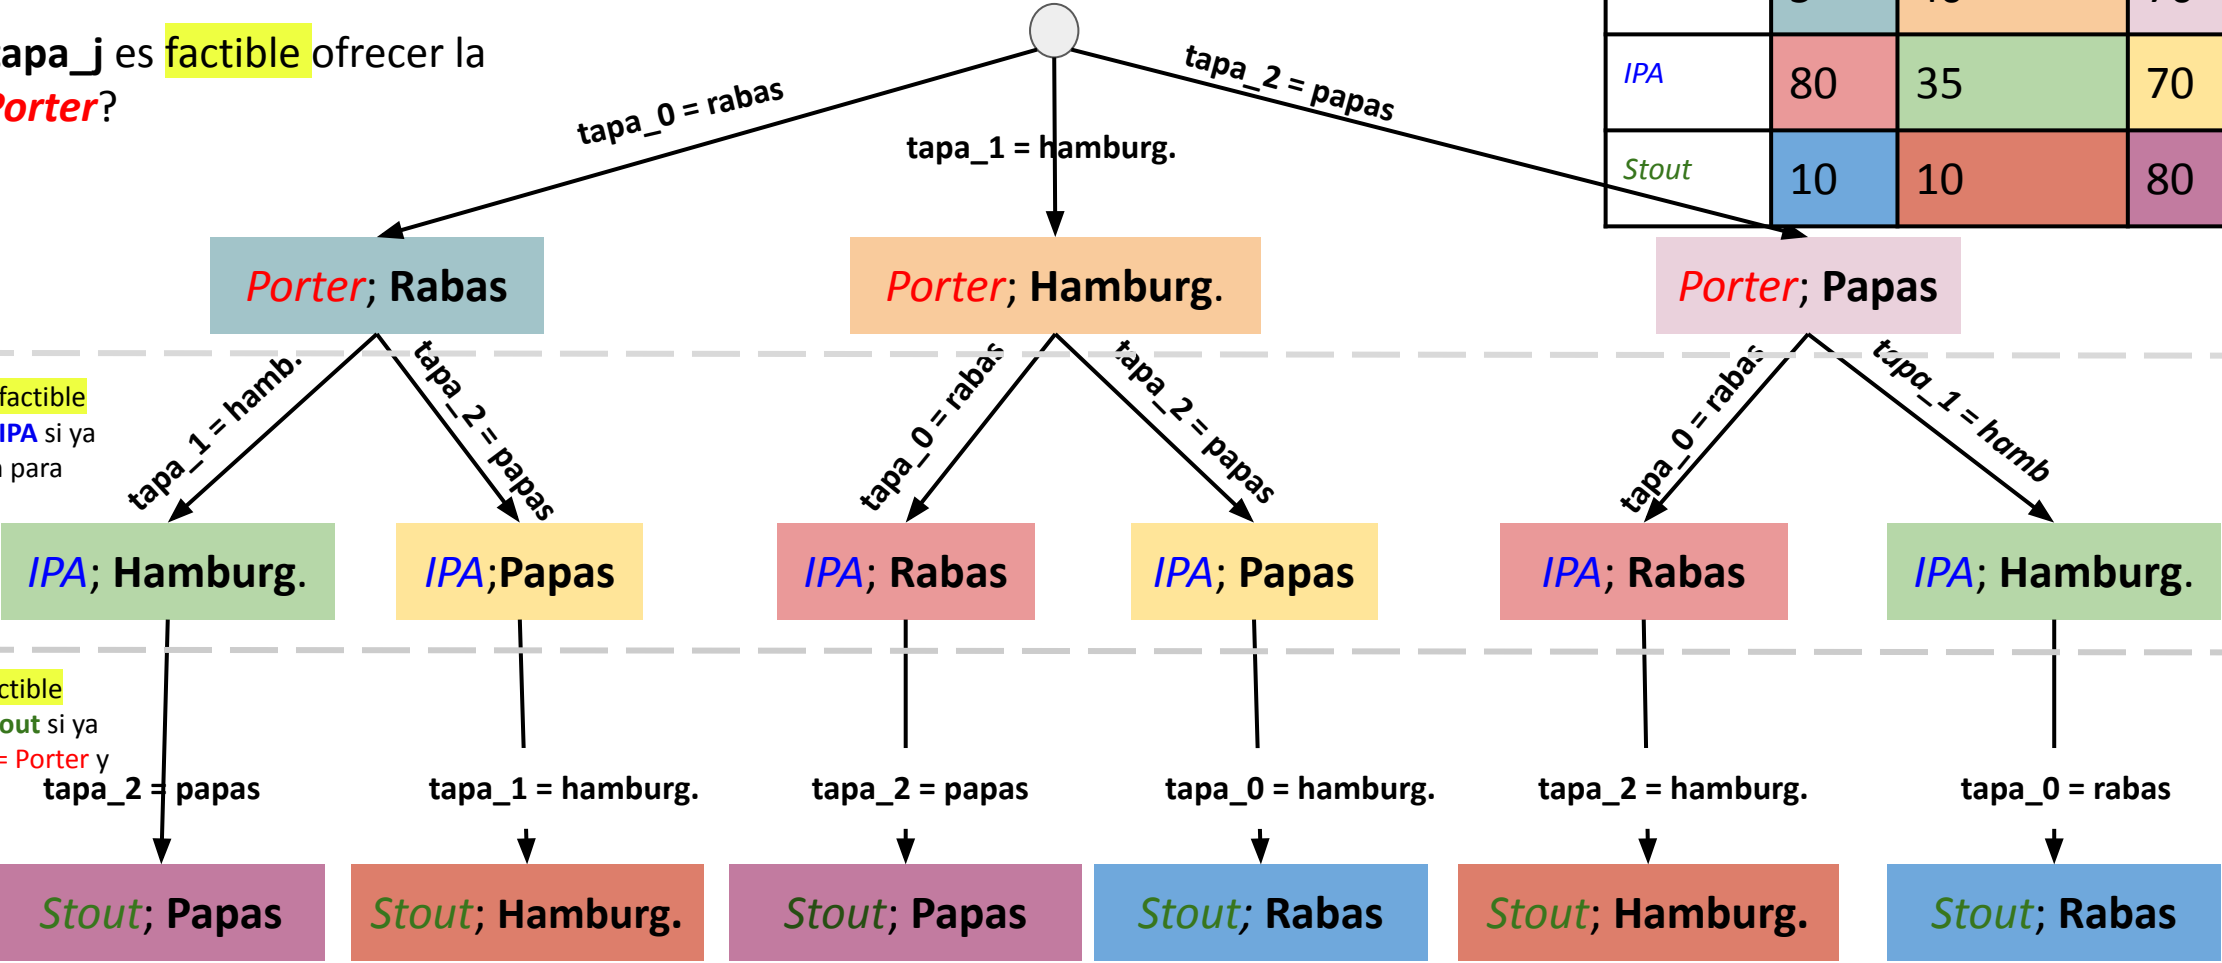 tapa_j es factible ofrecer la
Porter?
tapa_0 = rabas
tapa_1 = hamburg.
tapa_2 = papas
IPA 80 35 70
Stout 10 10 80
Porter; Rabas
Porter; Hamburg.
Porter; Papas
factible
IPA si ya
para
tapa_1 = hamb.
tapa_2 = papas
tapa_0 = rabas
tapa_2 = papas
tapa_0 = rabas
tapa_1 = hamb
IPA; Hamburg.
IPA;Papas
IPA; Rabas
IPA; Papas
IPA; Rabas
IPA; Hamburg.
ctible
out si ya
= Porter y
tapa_2 = papas
tapa_1 = hamburg.
tapa_2 = papas
tapa_0 = hamburg.
tapa_2 = hamburg.
tapa_0 = rabas
Stout; Papas
Stout; Hamburg.
Stout; Papas
Stout; Rabas
Stout; Hamburg.
Stout; Rabas